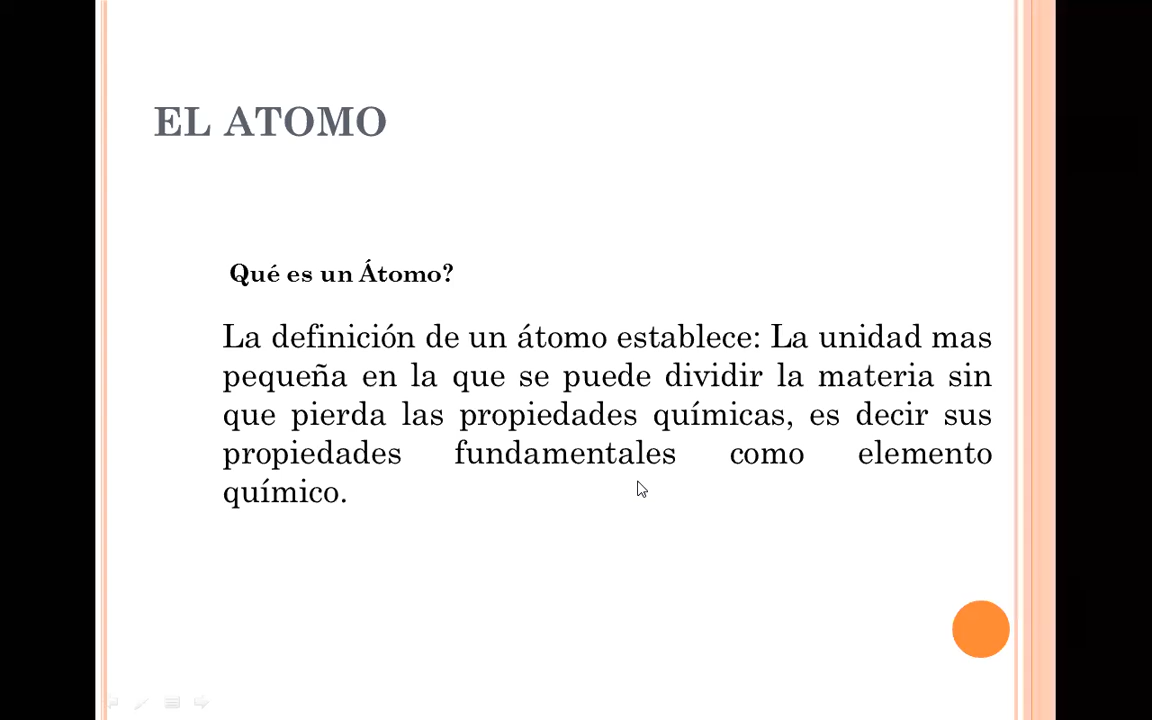 EL ATOMO
Qué es un Átomo?
La definición de un átomo establece: La unidad mas
pequeña en la que se puede dividir la materia sin
que pierda las propiedades químicas, es decir sus
propiedades fundamentales como elemento
químico.